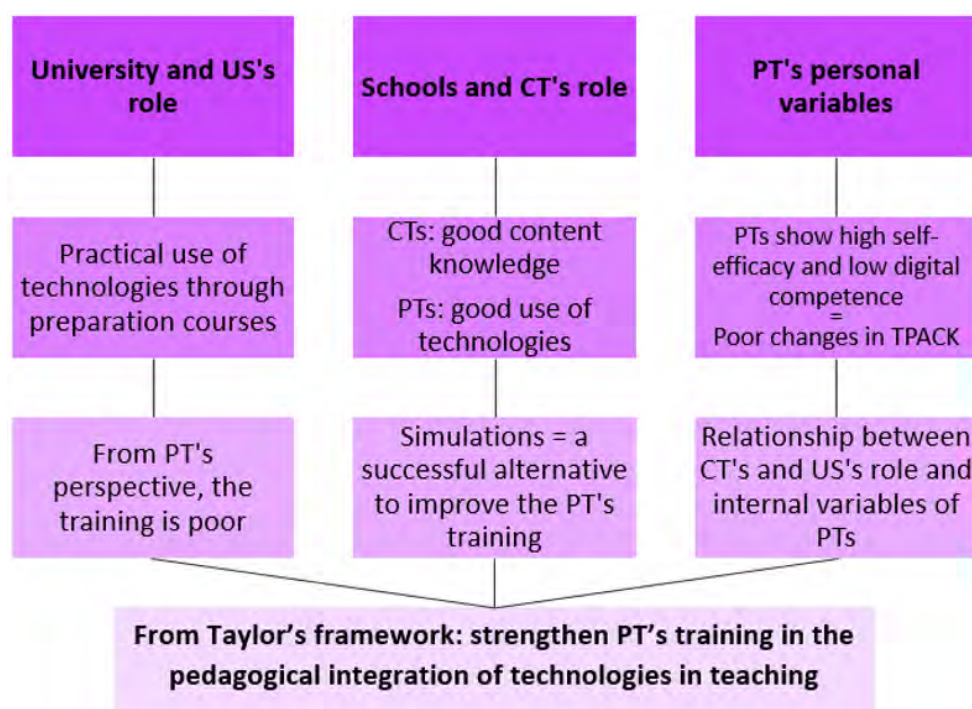 University and US's
role
Practical use of
technologies through
preparation courses
From PT's
perspective, the
training is poor
Schools and CT's role
CTs: good content
knowledge
PTs: good use of
technologies
Simulations = a
successful alternative
to improve the PT's
training
PT's personal
variables
PTs show high self-
efficacy and low digital
competence
=
Poor changes in TPACK
Relationship between
CT's and US's role and
internal variables of
PTs
From Taylor’s framework: strengthen PT’s training in the
pedagogical integration of technologies in teaching